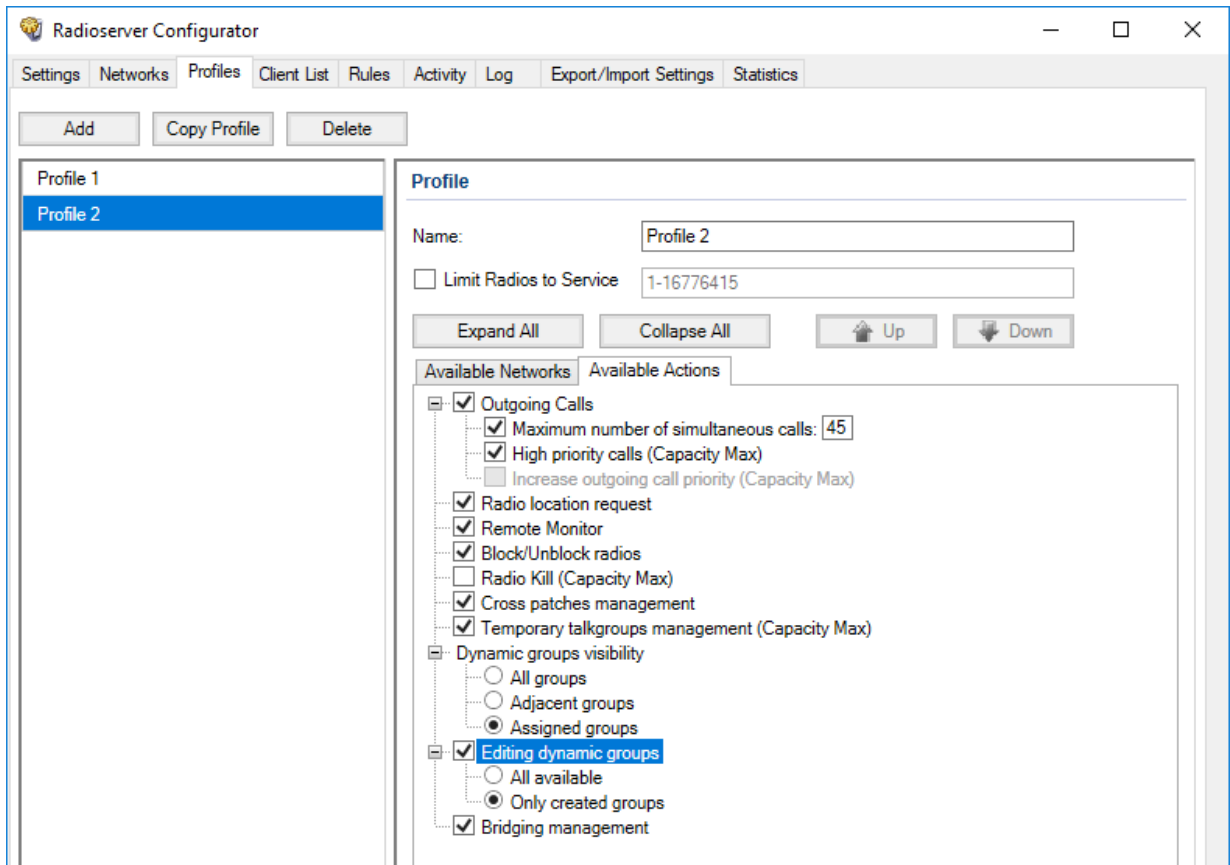 Radioserver Configurator
Settings Networks Profiles Client List Rules Activity Log Export/Import Settings Statistics
Add Copy Profile Delete
Profile 1
Profile 2
Profile
Name: Profile 2
Limit Radios to Service 1-16776415
Expand All Collapse All Up Down
Available Networks Available Actions
Outgoing Calls
Maximum number of simultaneous calls: 45
High priority calls (Capacity Max)
Increase outgoing call priority (Capacity Max)
Radio location request
Remote Monitor
Block/Unblock radios
Radio Kill (Capacity Max)
Cross patches management
Temporary talkgroups management (Capacity Max)
Dynamic groups visibility
All groups
Adjacent groups
Assigned groups
Editing dynamic groups
All available
Only created groups
Bridging management